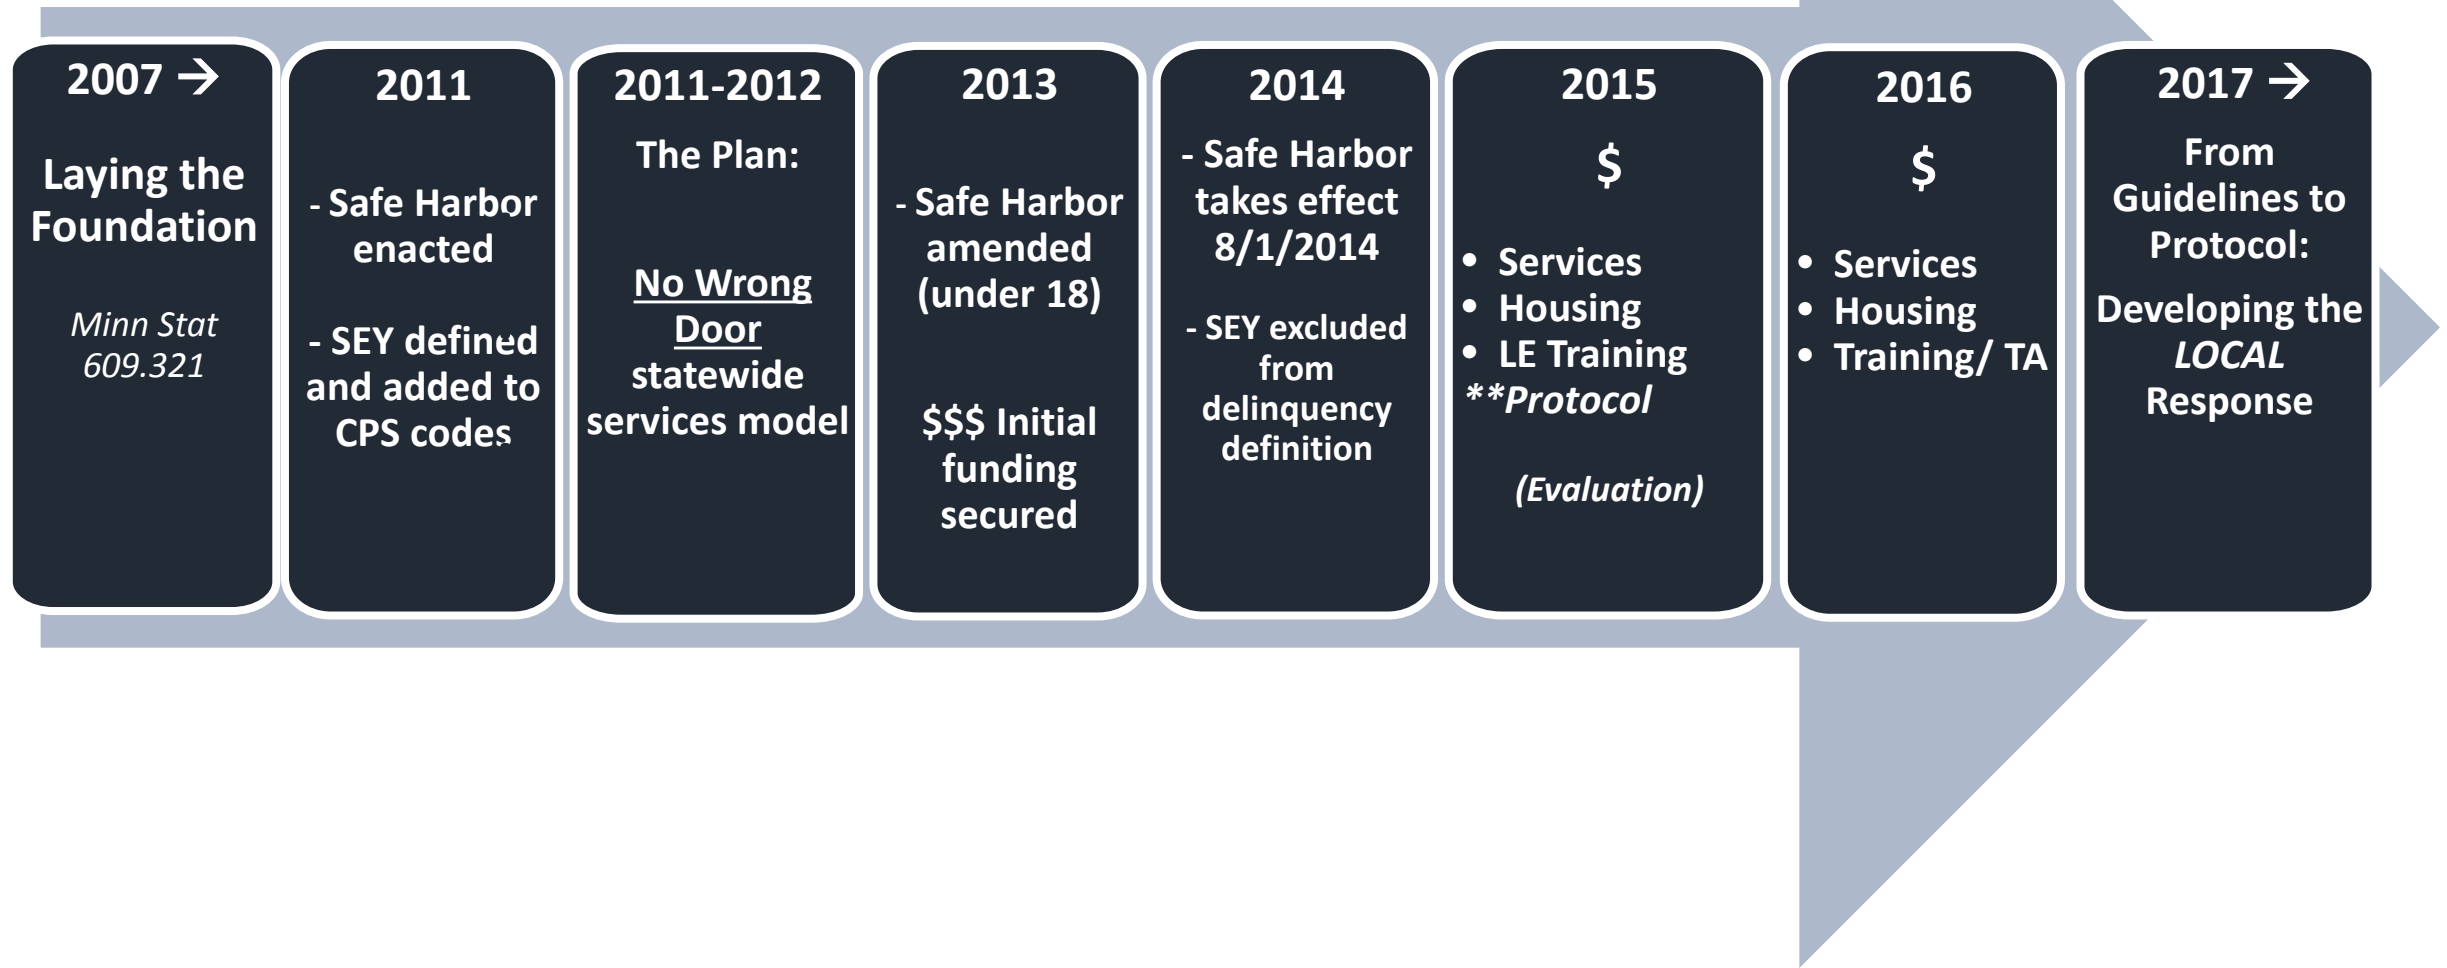 2007 →
Laying the
Foundation
Minn Stat
609.321
2011
- Safe Harbor
enacted
- SEY defined
and added to
CPS codes
2011-2012
The Plan:
No Wrong
Door
statewide
services model
2013
- Safe Harbor
amended
(under 18)
$$$ Initial
funding
secured
2014
- Safe Harbor
takes effect
8/1/2014
- SEY excluded
from
delinquency
definition
2015
$
• Services
• Housing
• LE Training
**Protocol
(Evaluation)
2016
$
• Services
• Housing
• Training/ TA
2017 →
From
Guidelines to
Protocol:
Developing the
LOCAL
Response